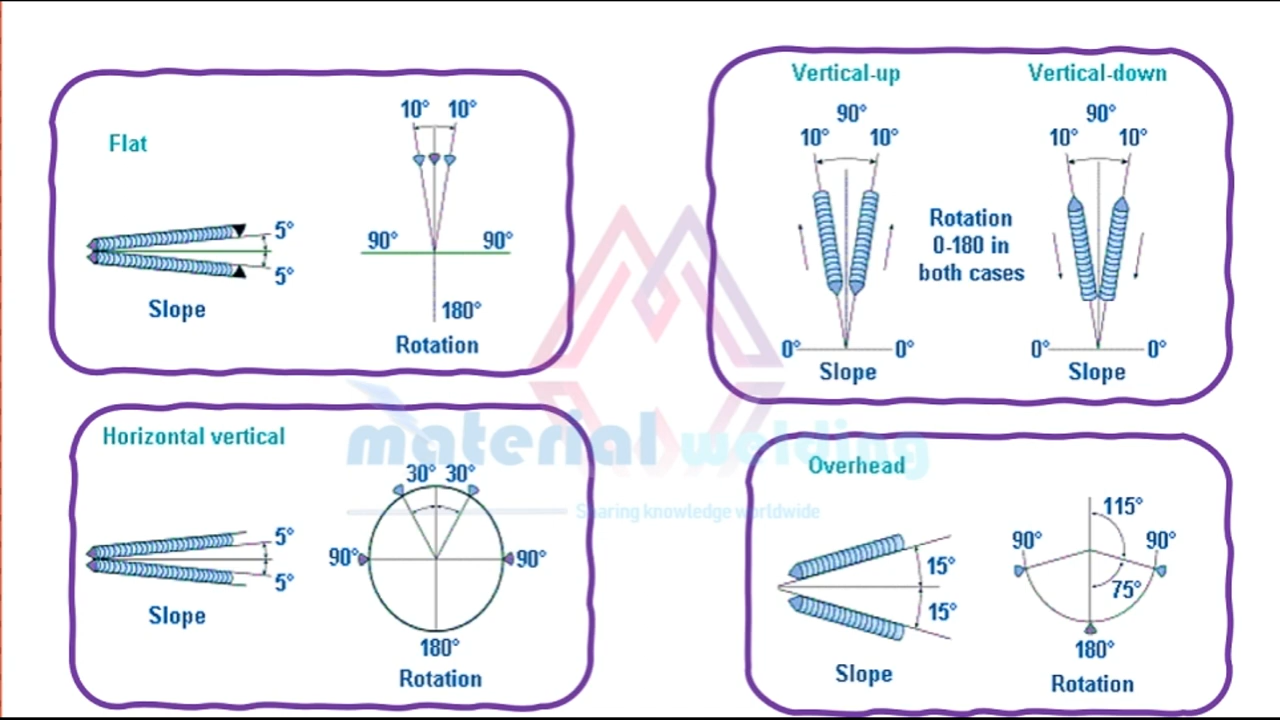 Flat
10° 10°
90° 90°
180°
Rotation
5°
5°
Slope
Vertical-up
90°
10° 10°
0° 0°
Slope
Rotation
0-180 in
both cases
Vertical-down
90°
10° 10°
0° 0°
Slope
Horizontal vertical
5°
5°
Slope
30° 30°
90° 90°
180°
Rotation
Overhead
15°
15°
Slope
115°
90° 90°
75°
180°
Rotation
material welding
Sharing knowledge worldwide